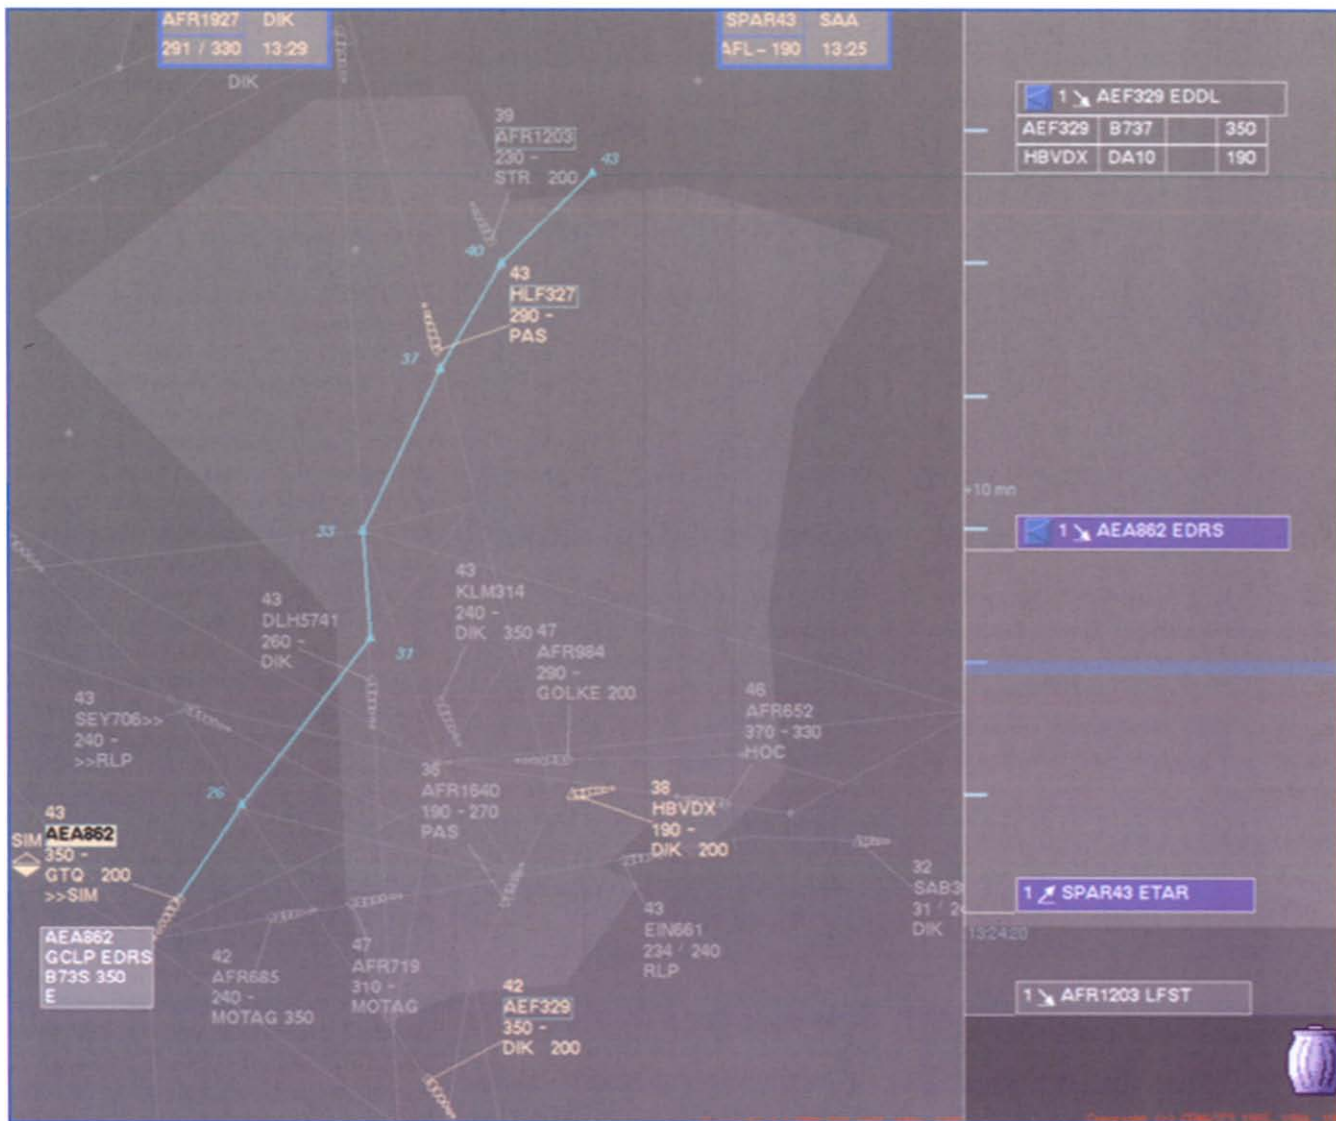 AFR1927 DIK
291 / 330 13:29
DIK
SPAR43 SAA
AFL - 190 13:25
39
AFR1203
230 -
STR 200
43
40
43
HLF327
290 -
PAS
37
33
43
DLH5741
260 -
DIK
31
43
KLM314
240 -
DIK 350
47
AFR984
290 -
GOLKE 200
43
SEY706>>
240 -
>>RLP
46
AFR652
370 - 330
HOC
36
AFR1640
190 - 270
PAS
38
HBVDX
190 -
DIK 200
26
43
SIM AEA862
350 -
GTQ 200
>>SIM
AEA862
GCLP EDRS
B73S 350
E
42
AFR685
240 -
MOTAG 350
47
AFR719
310 -
MOTAG
42
AEF329
350 -
DIK 200
43
EIN661
234 / 240
RLP
32
DIK
1 AEF329 EDDL
AEF329 B737 350
HBVDX DA10 190
+10 mn
1 AEA862 EDRS
1 SPAR43 ETAR
13:24:20
1 AFR1203 LFST